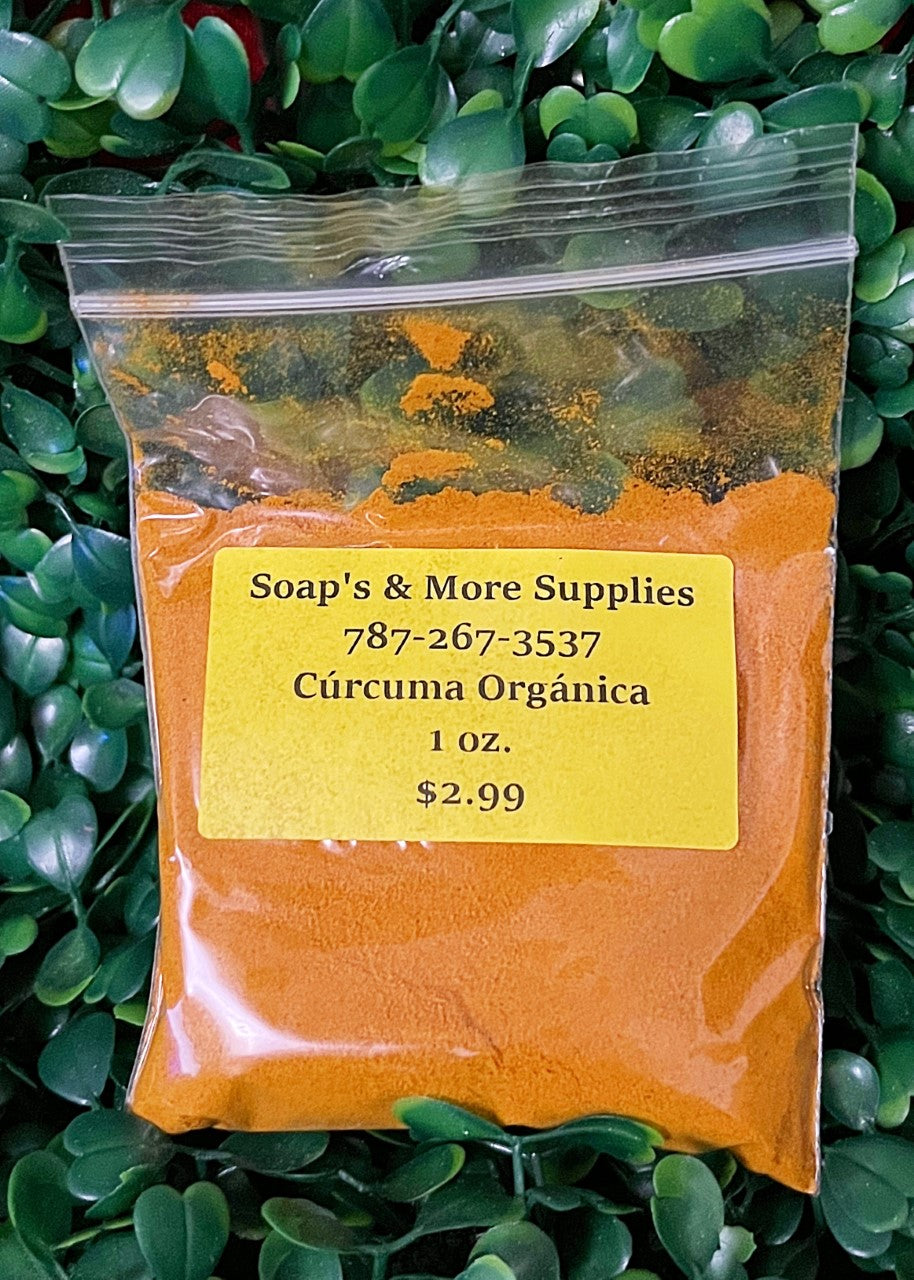 Soap's & More Supplies
787-267-3537
Cúrcuma Orgánica
1 oz.
$2.99